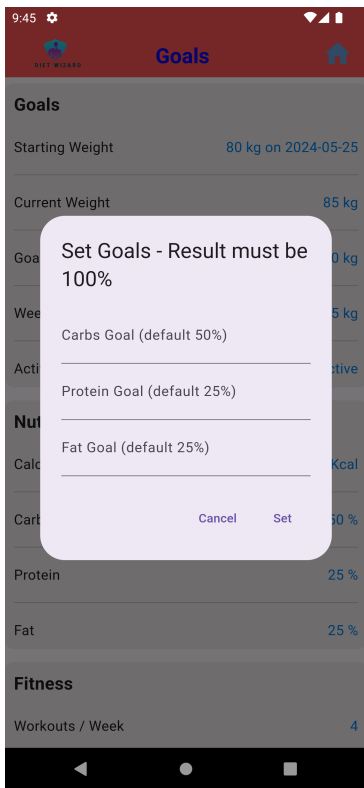 9:45
DIET WIZARD
Goals
Goals
Starting Weight 80 kg on 2024-05-25
Current Weight 85 kg
Set Goals - Result must be
100%
Carbs Goal (default 50%)
Protein Goal (default 25%)
Fat Goal (default 25%)
Cancel Set
Kcal
Protein 25 %
Fat 25 %
Fitness
Workouts / Week 4